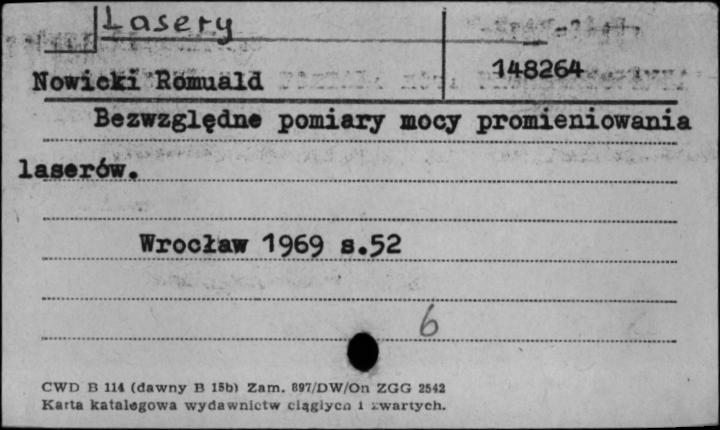 Lasery
Nowicki Romuald 148264
Bezwzględne pomiary mocy promieniowania
laserów.
Wrocław 1969 s.52
6
CWD B 114 (dawny B 15b) Zam. 897/DW/On ZGG 2542
Karta katalogowa wydawnictw ciągłych i zwartych.